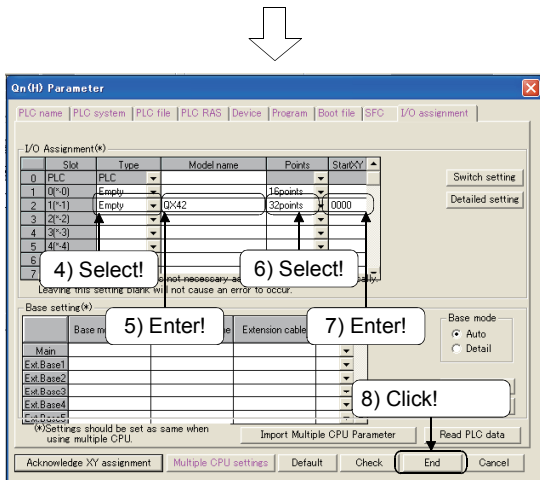 Qn(H) Parameter
PLC name PLC system PLC file PLC RAS Device Program Boot file SFC I/O assignment
I/O Assignment(*)
Slot Type Model name Points StartXY
0 PLC PLC
1 0(*-0) Empty 16points
2 1(*-1) Empty QX42 32points 0000
3 2(*-2)
4 3(*-3)
5 4(*-4)
6
7
Switch setting
Detailed setting
4) Select!
6) Select!
not necessary as
Leaving this setting blank will not cause an error to occur.
Base setting(*)
5) Enter!
7) Enter!
Extension cable
Main
Ext.Base1
Ext.Base2
Ext.Base3
Ext.Base4
Base mode
Auto
Detail
8) Click!
(*)Settings should be set as same when
using multiple CPU.
Import Multiple CPU Parameter
Read PLC data
Acknowledge XY assignment Multiple CPU settings Default Check End Cancel